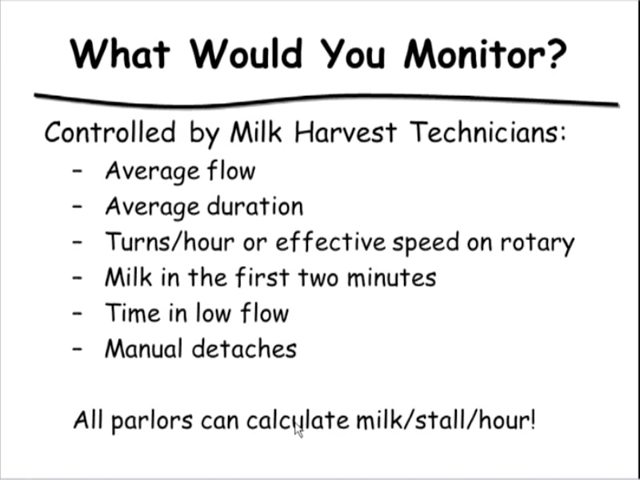 What Would You Monitor?
Controlled by Milk Harvest Technicians:
- Average flow
- Average duration
- Turns/hour or effective speed on rotary
- Milk in the first two minutes
- Time in low flow
- Manual detaches
All parlors can calculate milk/stall/hour!